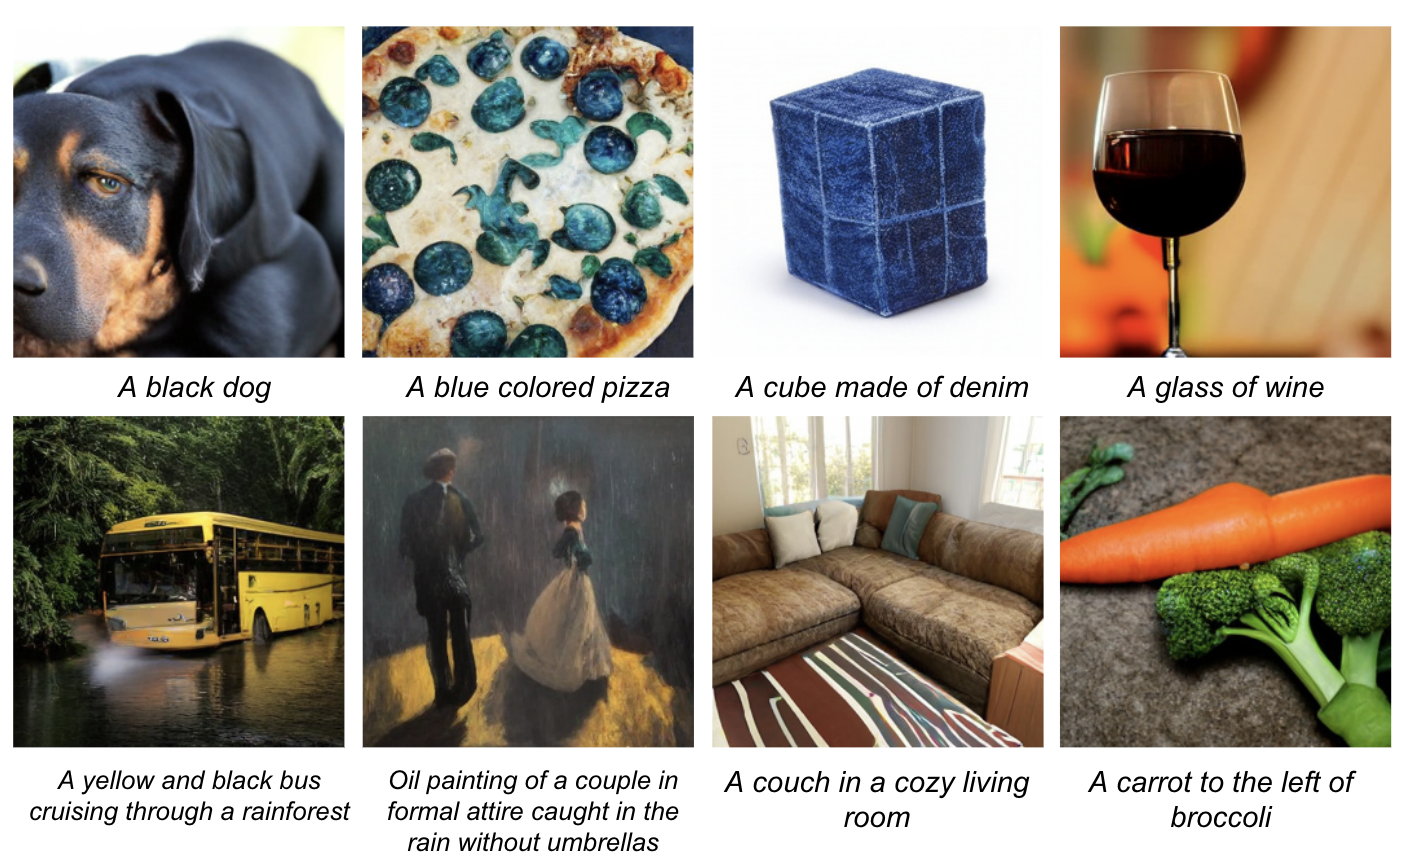 A black dog
A blue colored pizza
A cube made of denim
A glass of wine
A yellow and black bus
cruising through a rainforest
Oil painting of a couple in
formal attire caught in the
rain without umbrellas
A couch in a cozy living
room
A carrot to the left of
broccoli